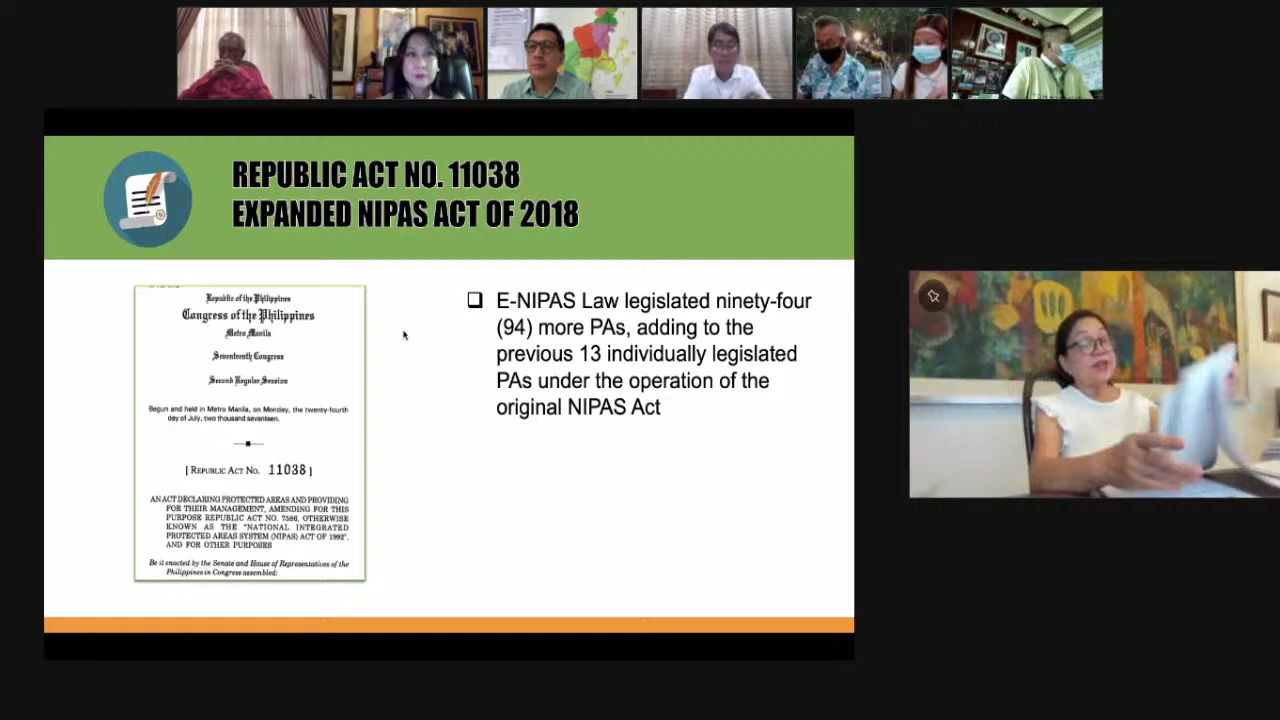 REPUBLIC ACT NO. 11038
EXPANDED NIPAS ACT OF 2018
Republic of the Philippines
Congress of the Philippines
Metro Manila
Seventeenth Congress
Second Regular Session
Begun and held in Metro Manila, on Monday, the twenty-fourth
day of July, two thousand seventeen.
[ REPUBLIC ACT NO. 11038 ]
AN ACT DECLARING PROTECTED AREAS AND PROVIDING
FOR THEIR MANAGEMENT, AMENDING FOR THIS
PURPOSE REPUBLIC ACT NO. 7586, OTHERWISE
KNOWN AS THE "NATIONAL INTEGRATED
PROTECTED AREAS SYSTEM (NIPAS) ACT OF 1992",
AND FOR OTHER PURPOSES
Be it enacted by the Senate and House of Representatives of the
Philippines in Congress assembled:
E-NIPAS Law legislated ninety-four
(94) more PAs, adding to the
previous 13 individually legislated
PAs under the operation of the
original NIPAS Act